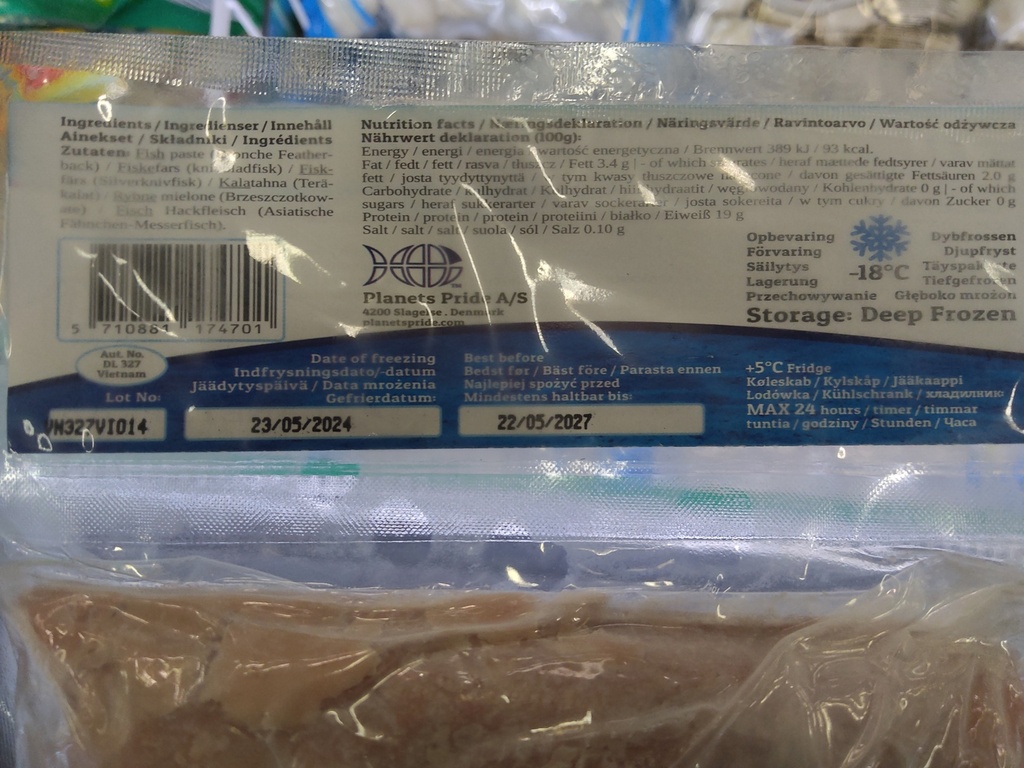 Ingredients / Ingredienser / Innehåll
Ainekset / Składniki / Ingrédients
Zutaten: Fish paste (Bronche Feather-
back) / Fiskefars (knivbladfisk) / Fisk-
färs (Silverknivfisk) / Kalatahna (Terä-
kalat) / Rybne mielone (Brzeszczotkow-
ate) / Fisch Hackfleisch (Asiatische
Fähnchen-Messerfisch).
5 710881 174701
Aut. No.
DL 327
Vietnam
Lot No:
VN327VI014
Nutrition facts / Næringsdeklaration / Näringsvärde / Ravintoarvo / Wartość odżywcza
Nährwert deklaration (100g):
Energy / energi / energia / wartość energetyczna / Brennwert 389 kJ / 93 kcal.
Fat / fedt / fett / rasva / tłuszcz / Fett 3.4 g | - of which saturates / heraf mættede fedtsyrer / varav mättat
fett / josta tyydyttynyttä / w tym kwasy tłuszczowe nasycone / davon gesättigte Fettsäuren 2.0 g
Carbohydrate / kulhydrat / Kolhydrat / hiilihydraatit / węglowodany / Kohlenhydrate 0 g | - of which
sugars / heraf sukkerarter / varav sockerarter / josta sokereita / w tym cukry / davon Zucker 0 g
Protein / protein / protein / proteiini / białko / Eiweiß 19 g
Salt / salt / salt / suola / sól / Salz 0.10 g
Planets Pride A/S
4200 Slagelse . Denmark
planetspride.com
Opbevaring Dybfrossen
Förvaring Djupfryst
Säilytys -18°C Täyspakaste
Lagerung Tiefgefroren
Przechowywanie Głęboko mrożon
Storage: Deep Frozen
Date of freezing
Indfrysningsdato/-datum
Jäädytyspäivä / Data mrożenia
Gefrierdatum:
23/05/2024
Best before
Bedst før / Bäst före / Parasta ennen
Najlepiej spożyć przed
Mindestens haltbar bis:
22/05/2027
+5°C Fridge
Køleskab / Kylskåp / Jääkaappi
Lodówka / Kühlschrank / хладилник
MAX 24 hours / timer / timmar
tuntia / godziny / Stunden / Часа